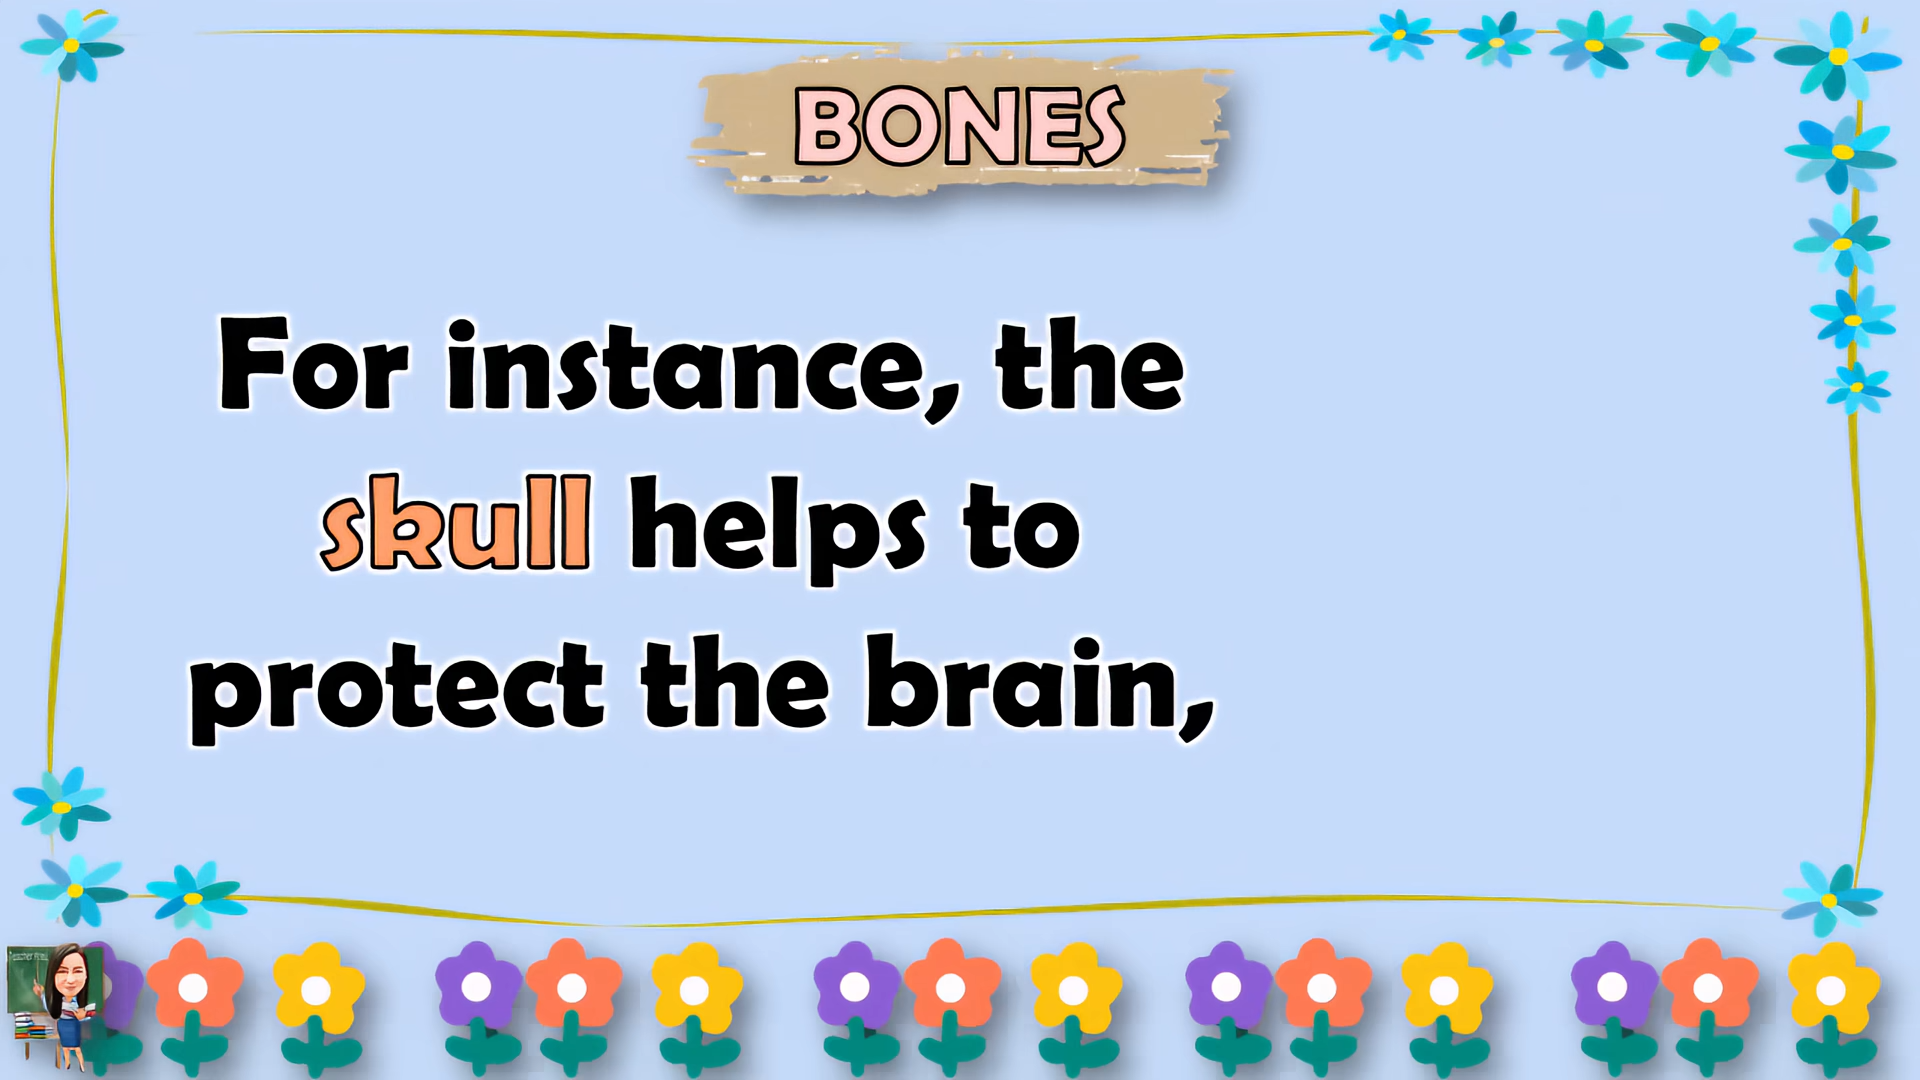 BONES
For instance, the
skull helps to
protect the brain,